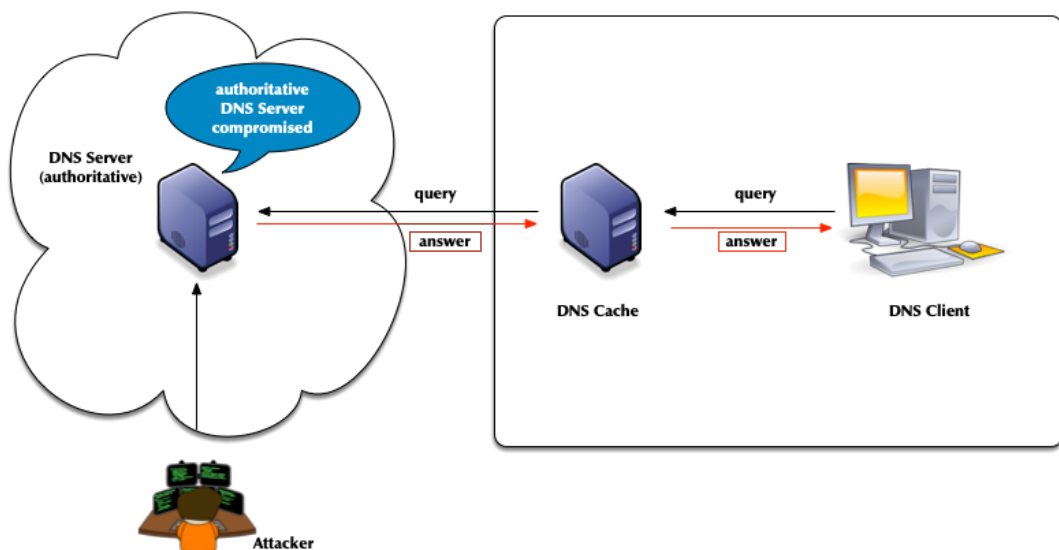 authoritative
DNS Server
compromised
DNS Server
(authoritative)
query
answer
query
answer
DNS Cache
DNS Client
Attacker